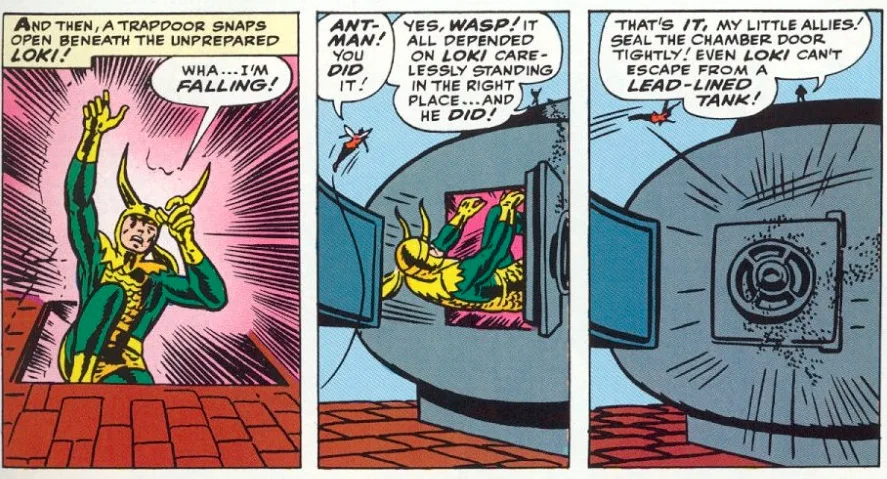 AND THEN, A TRAPDOOR SNAPS
OPEN BENEATH THE UNPREPARED
LOKI!
WHA...I'M
FALLING!
ANT-
MAN!
YOU
DID
IT!
YES, WASP! IT
ALL DEPENDED
ON LOKI CARE-
LESSLY STANDING
IN THE RIGHT
PLACE...AND
HE DID!
THAT'S IT, MY LITTLE ALLIES!
SEAL THE CHAMBER DOOR
TIGHTLY! EVEN LOKI CAN'T
ESCAPE FROM A
LEAD-LINED
TANK!